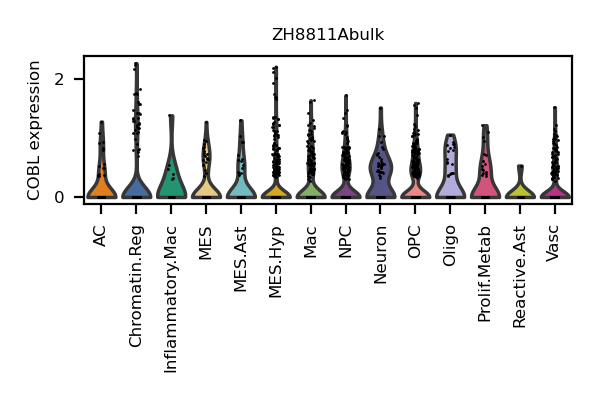 ZH8811Abulk
COBL expression
2
0
AC
Chromatin.Reg
Inflammatory.Mac
MES
MES.Ast
MES.Hyp
Mac
NPC
Neuron
OPC
Oligo
Prolif.Metab
Reactive.Ast
Vasc